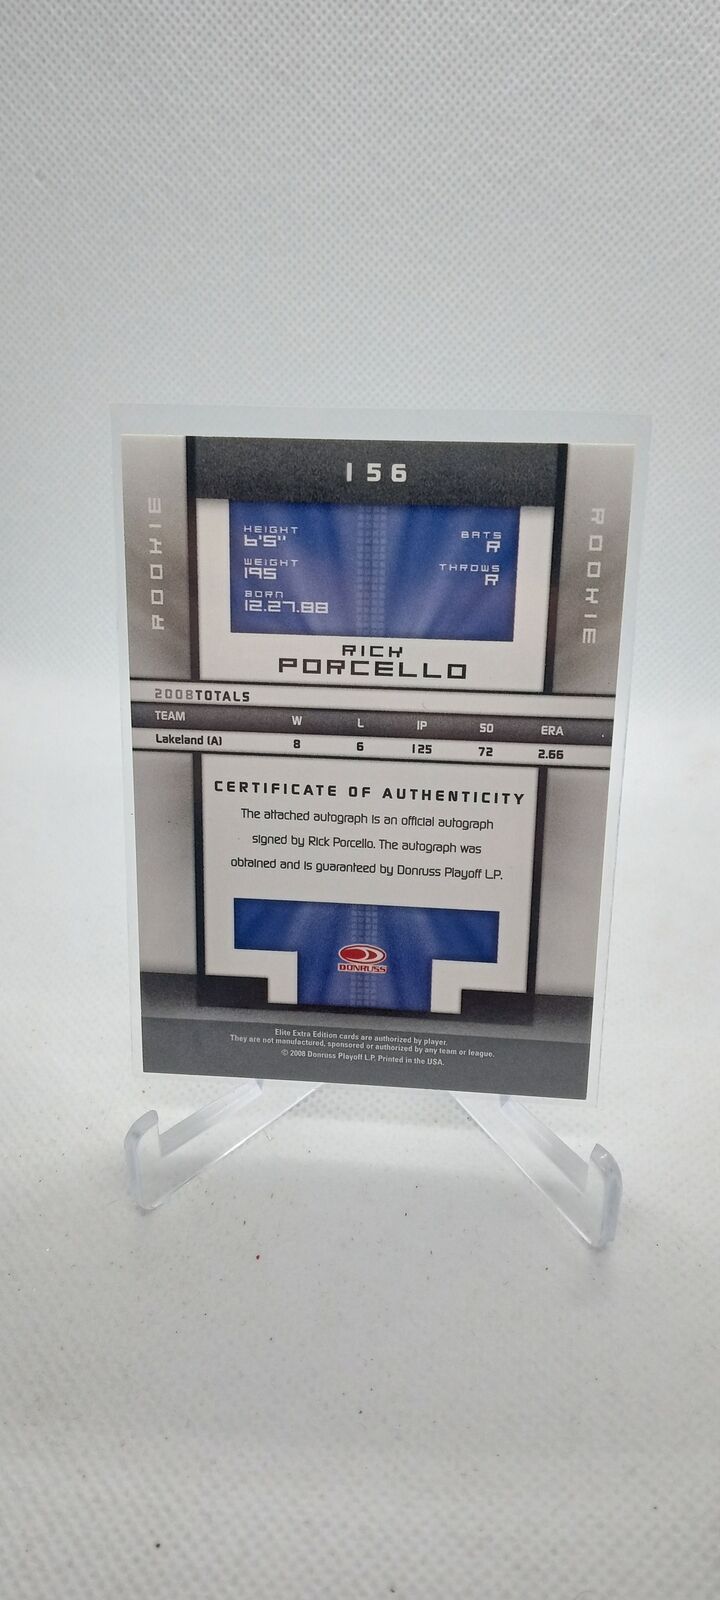 156
ROOKIE
ROOKIE
HEIGHT
6'5"
WEIGHT
195
BORN
12.27.88
BATS
R
THROWS
R
RICK
PORCELLO
2008TOTALS
TEAM W L IP SO ERA
Lakeland (A) 8 6 125 72 2.66
CERTIFICATE OF AUTHENTICITY
The attached autograph is an official autograph
signed by Rick Porcello. The autograph was
obtained and is guaranteed by Donruss Playoff L.P.
DONRUSS
Elite Extra Edition cards are authorized by player.
They are not manufactured, sponsored or authorized by any team or league.
© 2008 Donruss Playoff L.P. Printed in the USA.